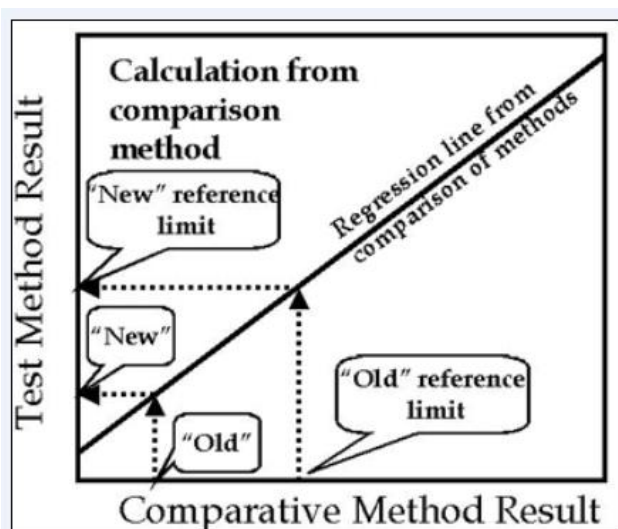 Calculation from
comparison
method
Regression line from
comparison of methods
“New” reference
limit
“New”
“Old” reference
limit
“Old”
Test Method Result
Comparative Method Result